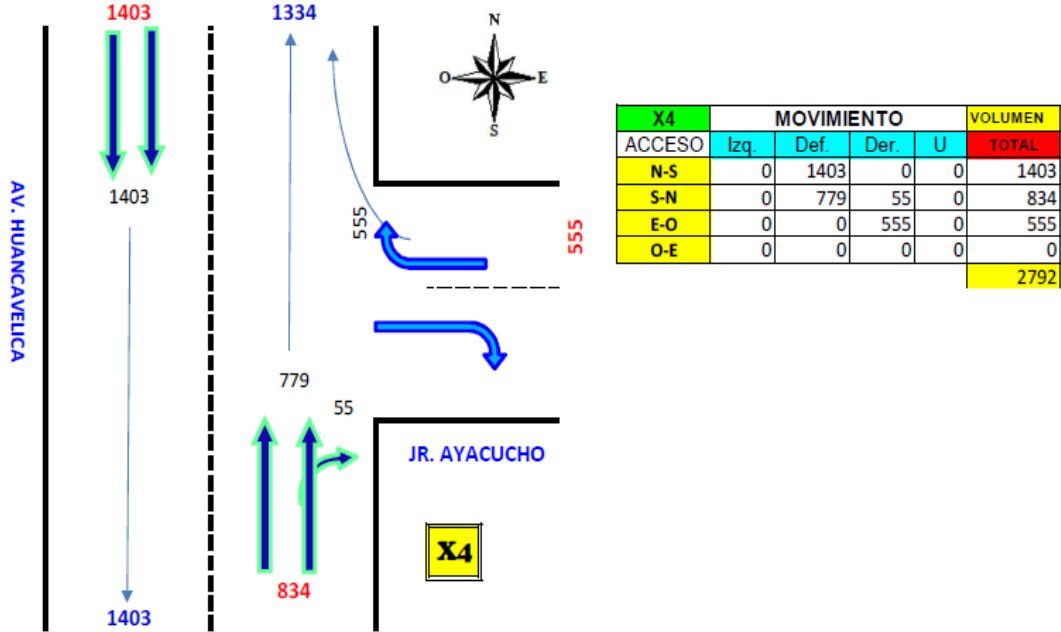 1403
1334
N
O
E
S
1403
555
555
AV. HUANCAVELICA
779
55
JR. AYACUCHO
X4
834
1403
X4 MOVIMIENTO VOLUMEN
ACCESO Izq. Def. Der. U TOTAL
N-S 0 1403 0 0 1403
S-N 0 779 55 0 834
E-O 0 0 555 0 555
O-E 0 0 0 0 0
2792